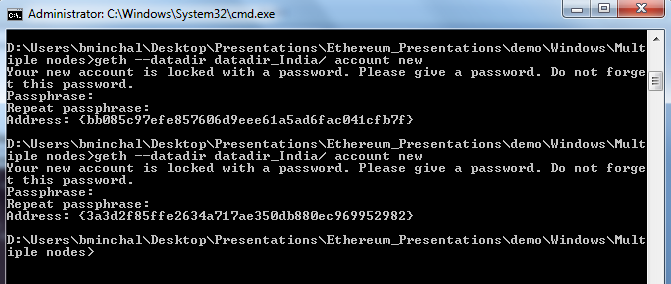 Administrator: C:\Windows\System32\cmd.exe
D:\Users\bminchal\Desktop\Presentations\Ethereum_Presentations\demo\Windows\Mult
iple nodes>geth --datadir datadir_India/ account new
Your new account is locked with a password. Please give a password. Do not forge
t this password.
Passphrase:
Repeat passphrase:
Address: {bb085c97efe857606d9eee61a5ad6fac041cfb7f}
D:\Users\bminchal\Desktop\Presentations\Ethereum_Presentations\demo\Windows\Mult
iple nodes>geth --datadir datadir_India/ account new
Your new account is locked with a password. Please give a password. Do not forge
t this password.
Passphrase:
Repeat passphrase:
Address: {3a3d2f85ffe2634a717ae350db880ec969952982}
D:\Users\bminchal\Desktop\Presentations\Ethereum_Presentations\demo\Windows\Mult
iple nodes>